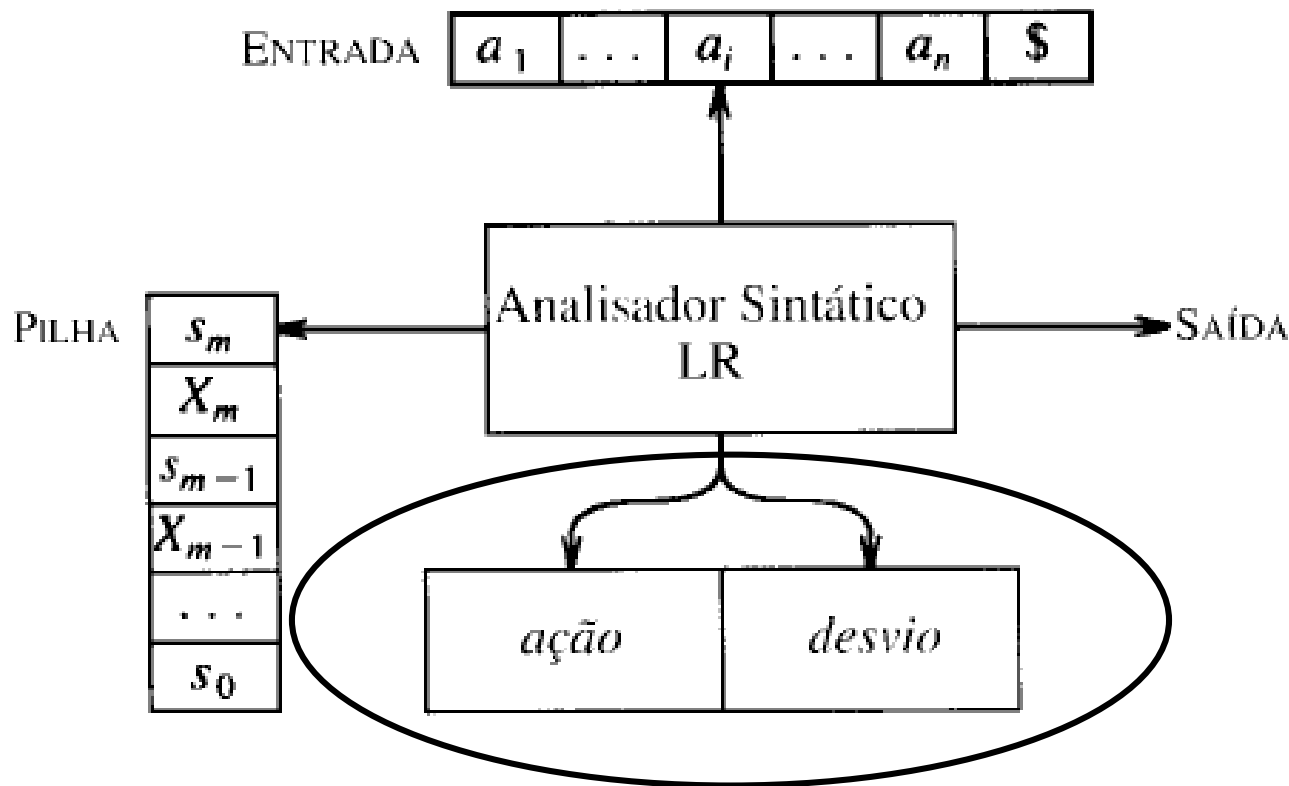 ENTRADA a₁ ... aᵢ ... aₙ $
Analisador Sintático
LR
PILHA
sₘ
Xₘ
sₘ₋₁
Xₘ₋₁
...
s₀
SAÍDA
ação desvio